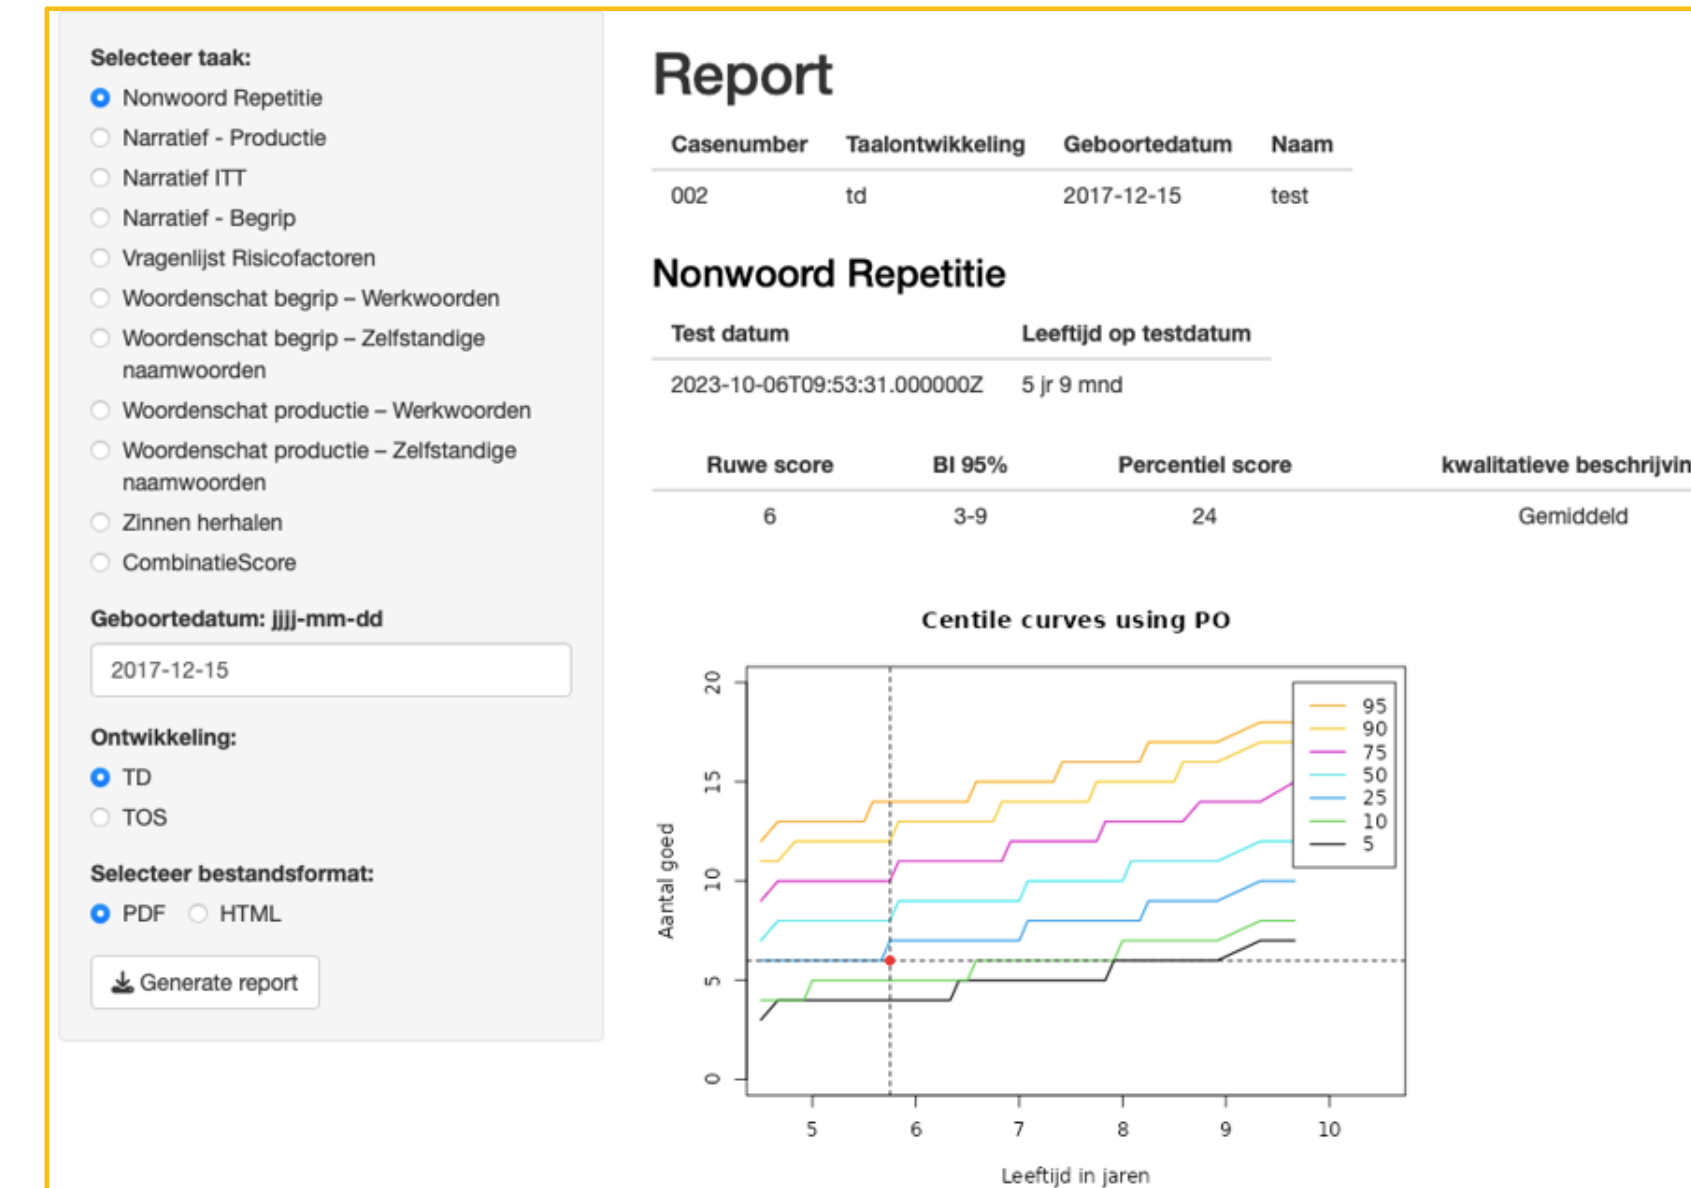 Selecteer taak:
Nonwoord Repetitie
Narratief - Productie
Narratief ITT
Narratief - Begrip
Vragenlijst Risicofactoren
Woordenschat begrip – Werkwoorden
Woordenschat begrip – Zelfstandige
naamwoorden
Woordenschat productie – Werkwoorden
Woordenschat productie – Zelfstandige
naamwoorden
Zinnen herhalen
CombinatieScore
Geboortedatum: jjjj-mm-dd
2017-12-15
Ontwikkeling:
TD
TOS
Selecteer bestandsformat:
PDF HTML
Generate report
Report
Casenumber Taalontwikkeling Geboortedatum Naam
002 td 2017-12-15 test
Nonwoord Repetitie
Test datum Leeftijd op testdatum
2023-10-06T09:53:31.000000Z 5 jr 9 mnd
Ruwe score BI 95% Percentiel score kwalitatieve beschrijvin
6 3-9 24 Gemiddeld
Centile curves using PO
20
15
10
5
0
Aantal goed
95
90
75
50
25
10
5
5 6 7 8 9 10
Leeftijd in jaren